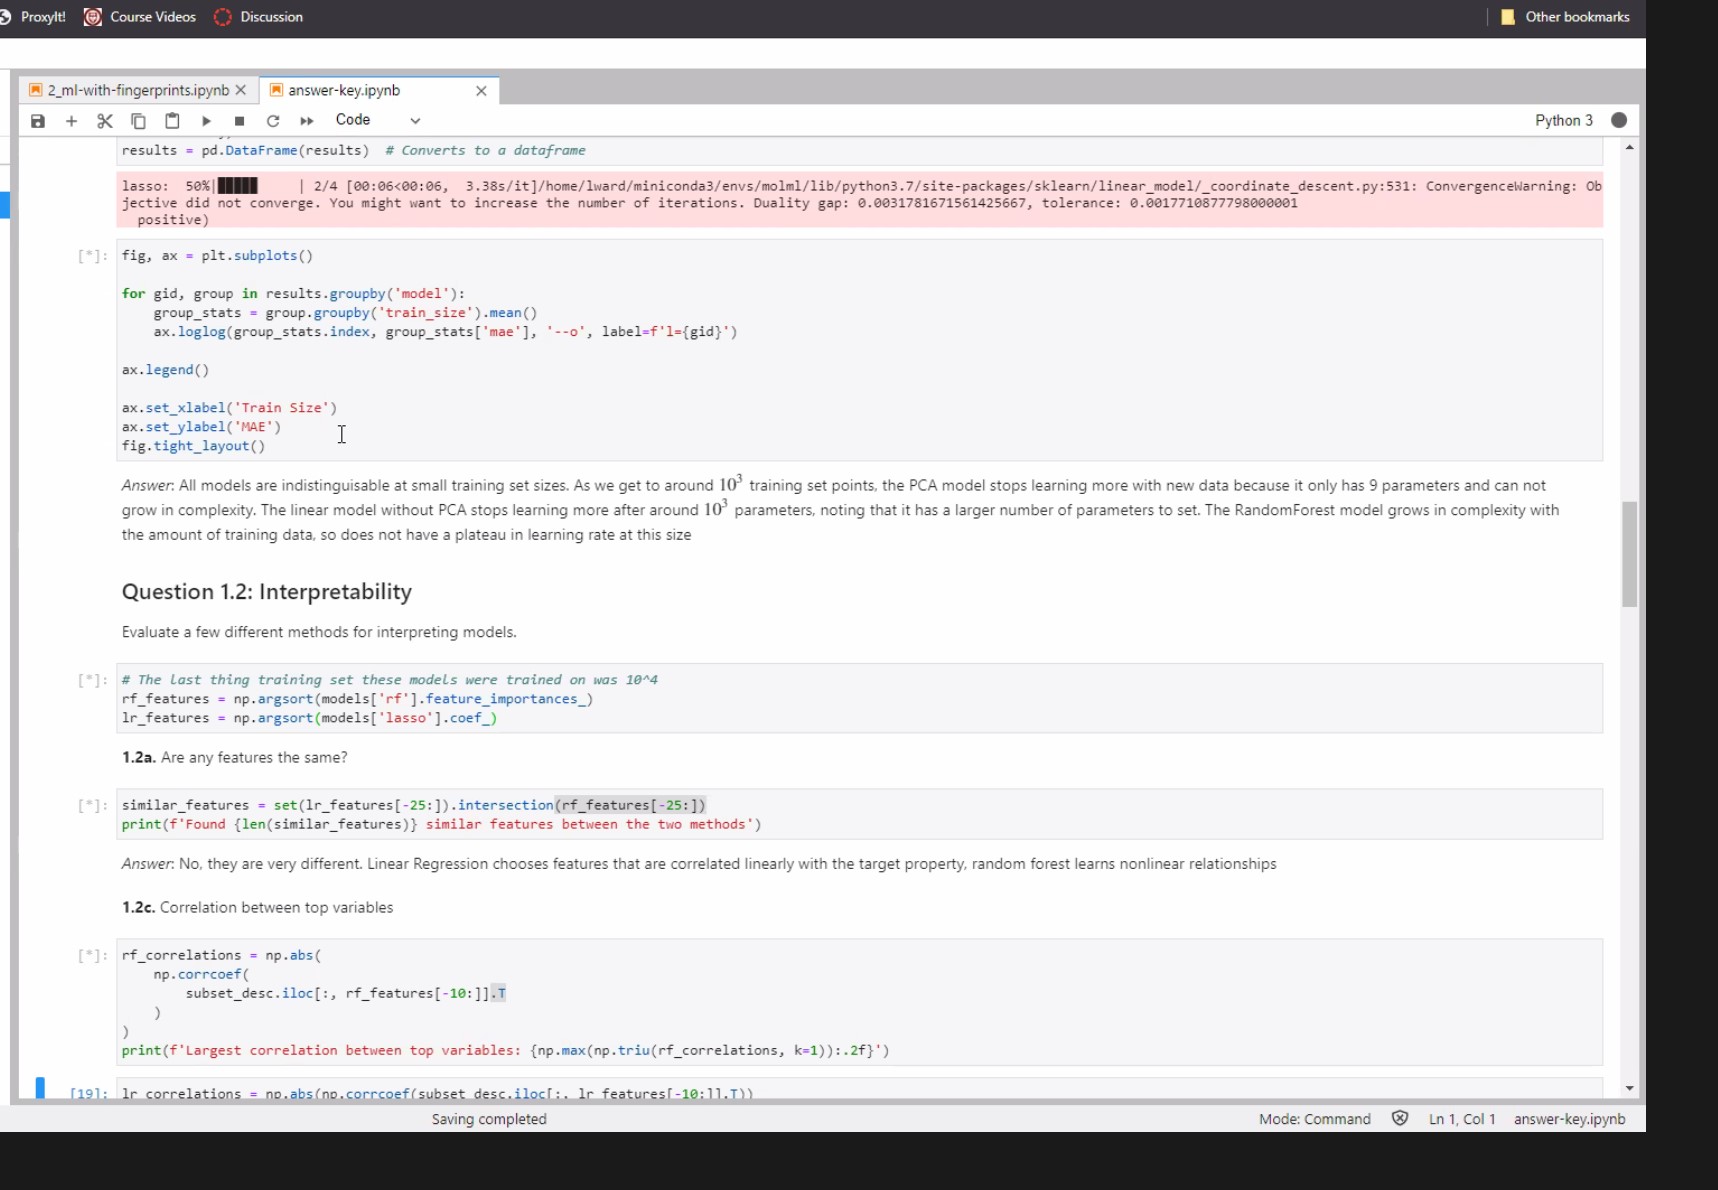 ProxyIt! Course Videos Discussion Other bookmarks
2_ml-with-fingerprints.ipynb answer-key.ipynb
Code Python 3
results = pd.DataFrame(results)  # Converts to a dataframe
lasso:  50%|█████     | 2/4 [00:06<00:06,  3.38s/it]/home/lward/miniconda3/envs/molml/lib/python3.7/site-packages/sklearn/linear_model/_coordinate_descent.py:531: ConvergenceWarning: Ob
jective did not converge. You might want to increase the number of iterations. Duality gap: 0.0031781671561425667, tolerance: 0.0017710877798000001
  positive)
[*]: fig, ax = plt.subplots()
for gid, group in results.groupby('model'):
    group_stats = group.groupby('train_size').mean()
    ax.loglog(group_stats.index, group_stats['mae'], '--o', label=f'l={gid}')
ax.legend()
ax.set_xlabel('Train Size')
ax.set_ylabel('MAE')
fig.tight_layout()
Answer: All models are indistinguisable at small training set sizes. As we get to around 10³ training set points, the PCA model stops learning more with new data because it only has 9 parameters and can not
grow in complexity. The linear model without PCA stops learning more after around 10³ parameters, noting that it has a larger number of parameters to set. The RandomForest model grows in complexity with
the amount of training data, so does not have a plateau in learning rate at this size
Question 1.2: Interpretability
Evaluate a few different methods for interpreting models.
[*]: # The last thing training set these models were trained on was 10^4
rf_features = np.argsort(models['rf'].feature_importances_)
lr_features = np.argsort(models['lasso'].coef_)
1.2a. Are any features the same?
[*]: similar_features = set(lr_features[-25:]).intersection(rf_features[-25:])
print(f'Found {len(similar_features)} similar features between the two methods')
Answer: No, they are very different. Linear Regression chooses features that are correlated linearly with the target property, random forest learns nonlinear relationships
1.2c. Correlation between top variables
[*]: rf_correlations = np.abs(
    np.corrcoef(
        subset_desc.iloc[:, rf_features[-10:]].T
    )
)
print(f'Largest correlation between top variables: {np.max(np.triu(rf_correlations, k=1)):.2f}')
[19]: lr_correlations = np.abs(np.corrcoef(subset_desc.iloc[:, lr_features[-10:]].T))
Saving completed Mode: Command Ln 1, Col 1 answer-key.ipynb